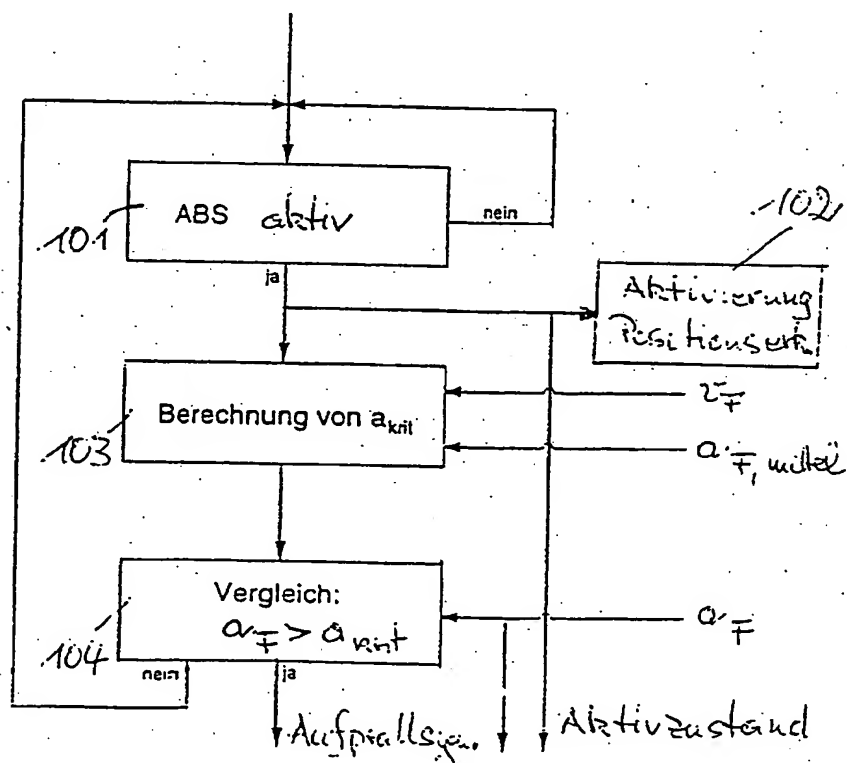 ABS aktiv
nein
101
ja
102
Aktivierung
Positionserk.
Berechnung von a_krit
103
v_F
a_F, mittel
Vergleich:
a_F > a_krit
104
a_F
nein
ja
Aufprallsgn.
Aktivzustand